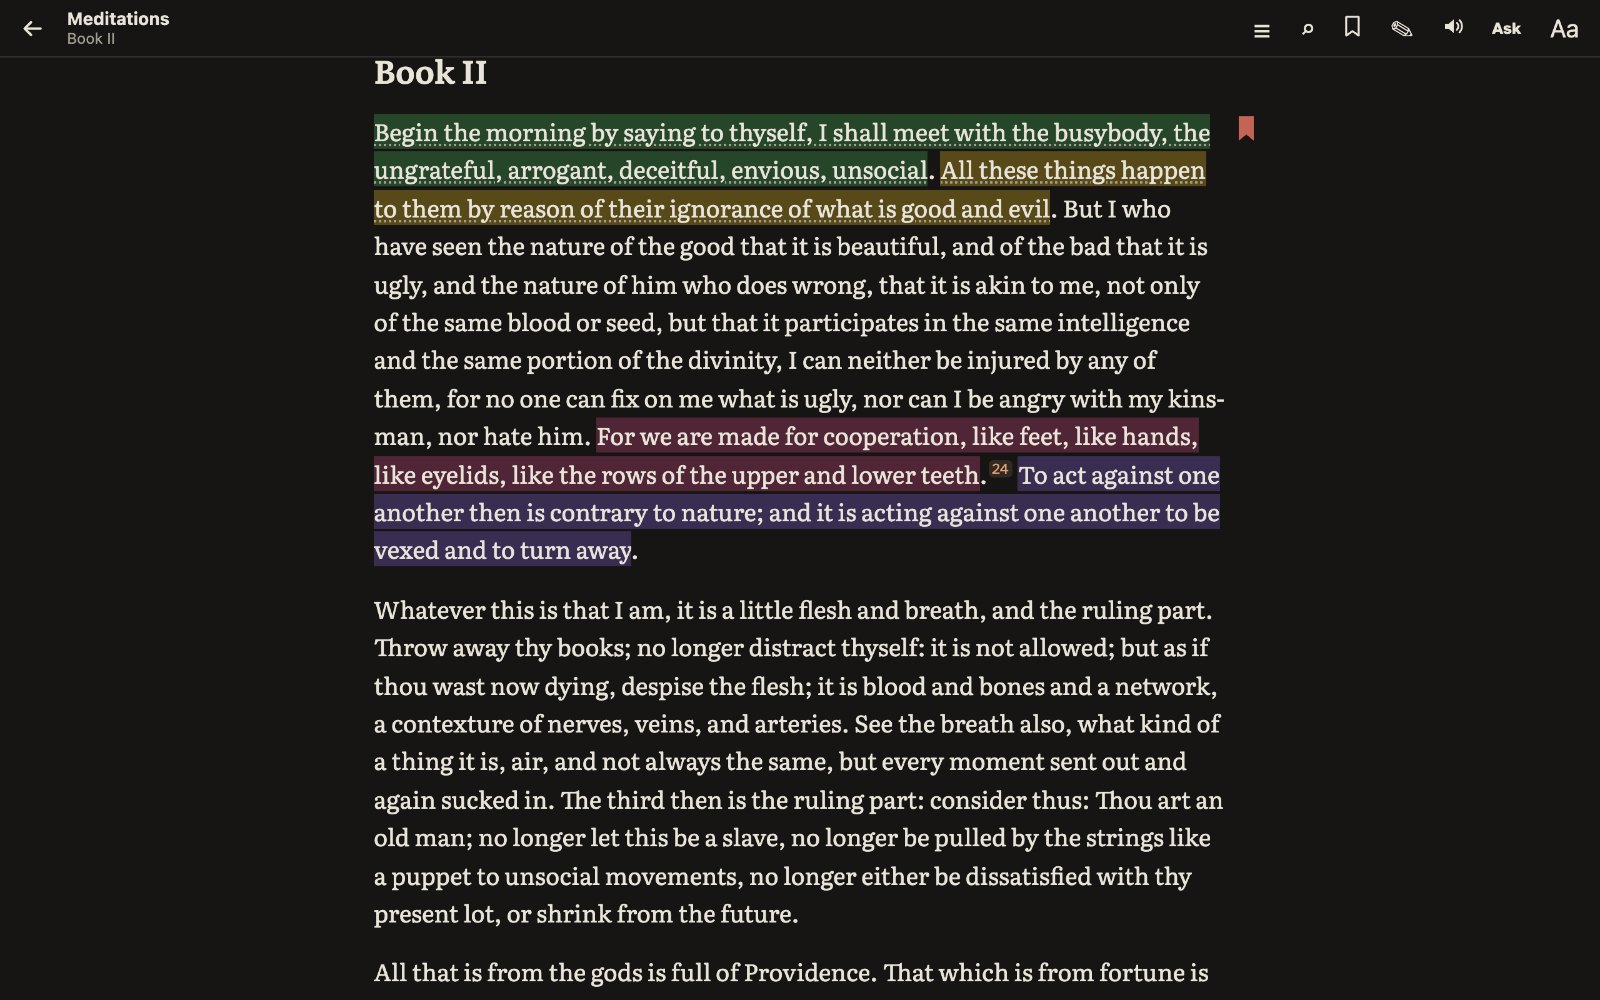 Meditations
Book II
Ask
Aa
Book II
Begin the morning by saying to thyself, I shall meet with the busybody, the
ungrateful, arrogant, deceitful, envious, unsocial. All these things happen
to them by reason of their ignorance of what is good and evil. But I who
have seen the nature of the good that it is beautiful, and of the bad that it is
ugly, and the nature of him who does wrong, that it is akin to me, not only
of the same blood or seed, but that it participates in the same intelligence
and the same portion of the divinity, I can neither be injured by any of
them, for no one can fix on me what is ugly, nor can I be angry with my kins-
man, nor hate him. For we are made for cooperation, like feet, like hands,
like eyelids, like the rows of the upper and lower teeth. 24 To act against one
another then is contrary to nature; and it is acting against one another to be
vexed and to turn away.
Whatever this is that I am, it is a little flesh and breath, and the ruling part.
Throw away thy books; no longer distract thyself: it is not allowed; but as if
thou wast now dying, despise the flesh; it is blood and bones and a network,
a contexture of nerves, veins, and arteries. See the breath also, what kind of
a thing it is, air, and not always the same, but every moment sent out and
again sucked in. The third then is the ruling part: consider thus: Thou art an
old man; no longer let this be a slave, no longer be pulled by the strings like
a puppet to unsocial movements, no longer either be dissatisfied with thy
present lot, or shrink from the future.
All that is from the gods is full of Providence. That which is from fortune is